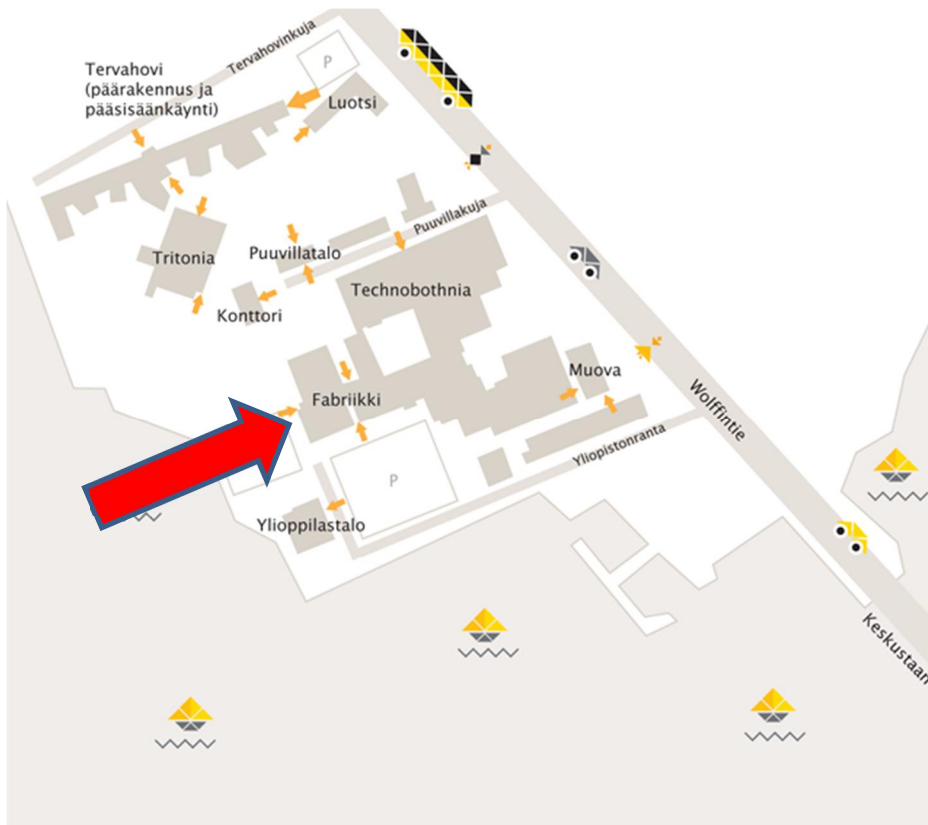 Tervahovinkuja
P
Tervahovi
(päärakennus ja
pääsisäänkäynti)
Luotsi
Puuvillakuja
Tritonia
Puuvillatalo
Technobothnia
Konttori
Muova
Fabriikki
Wolffintie
Yliopistonranta
P
Ylioppilastalo
Keskustaan